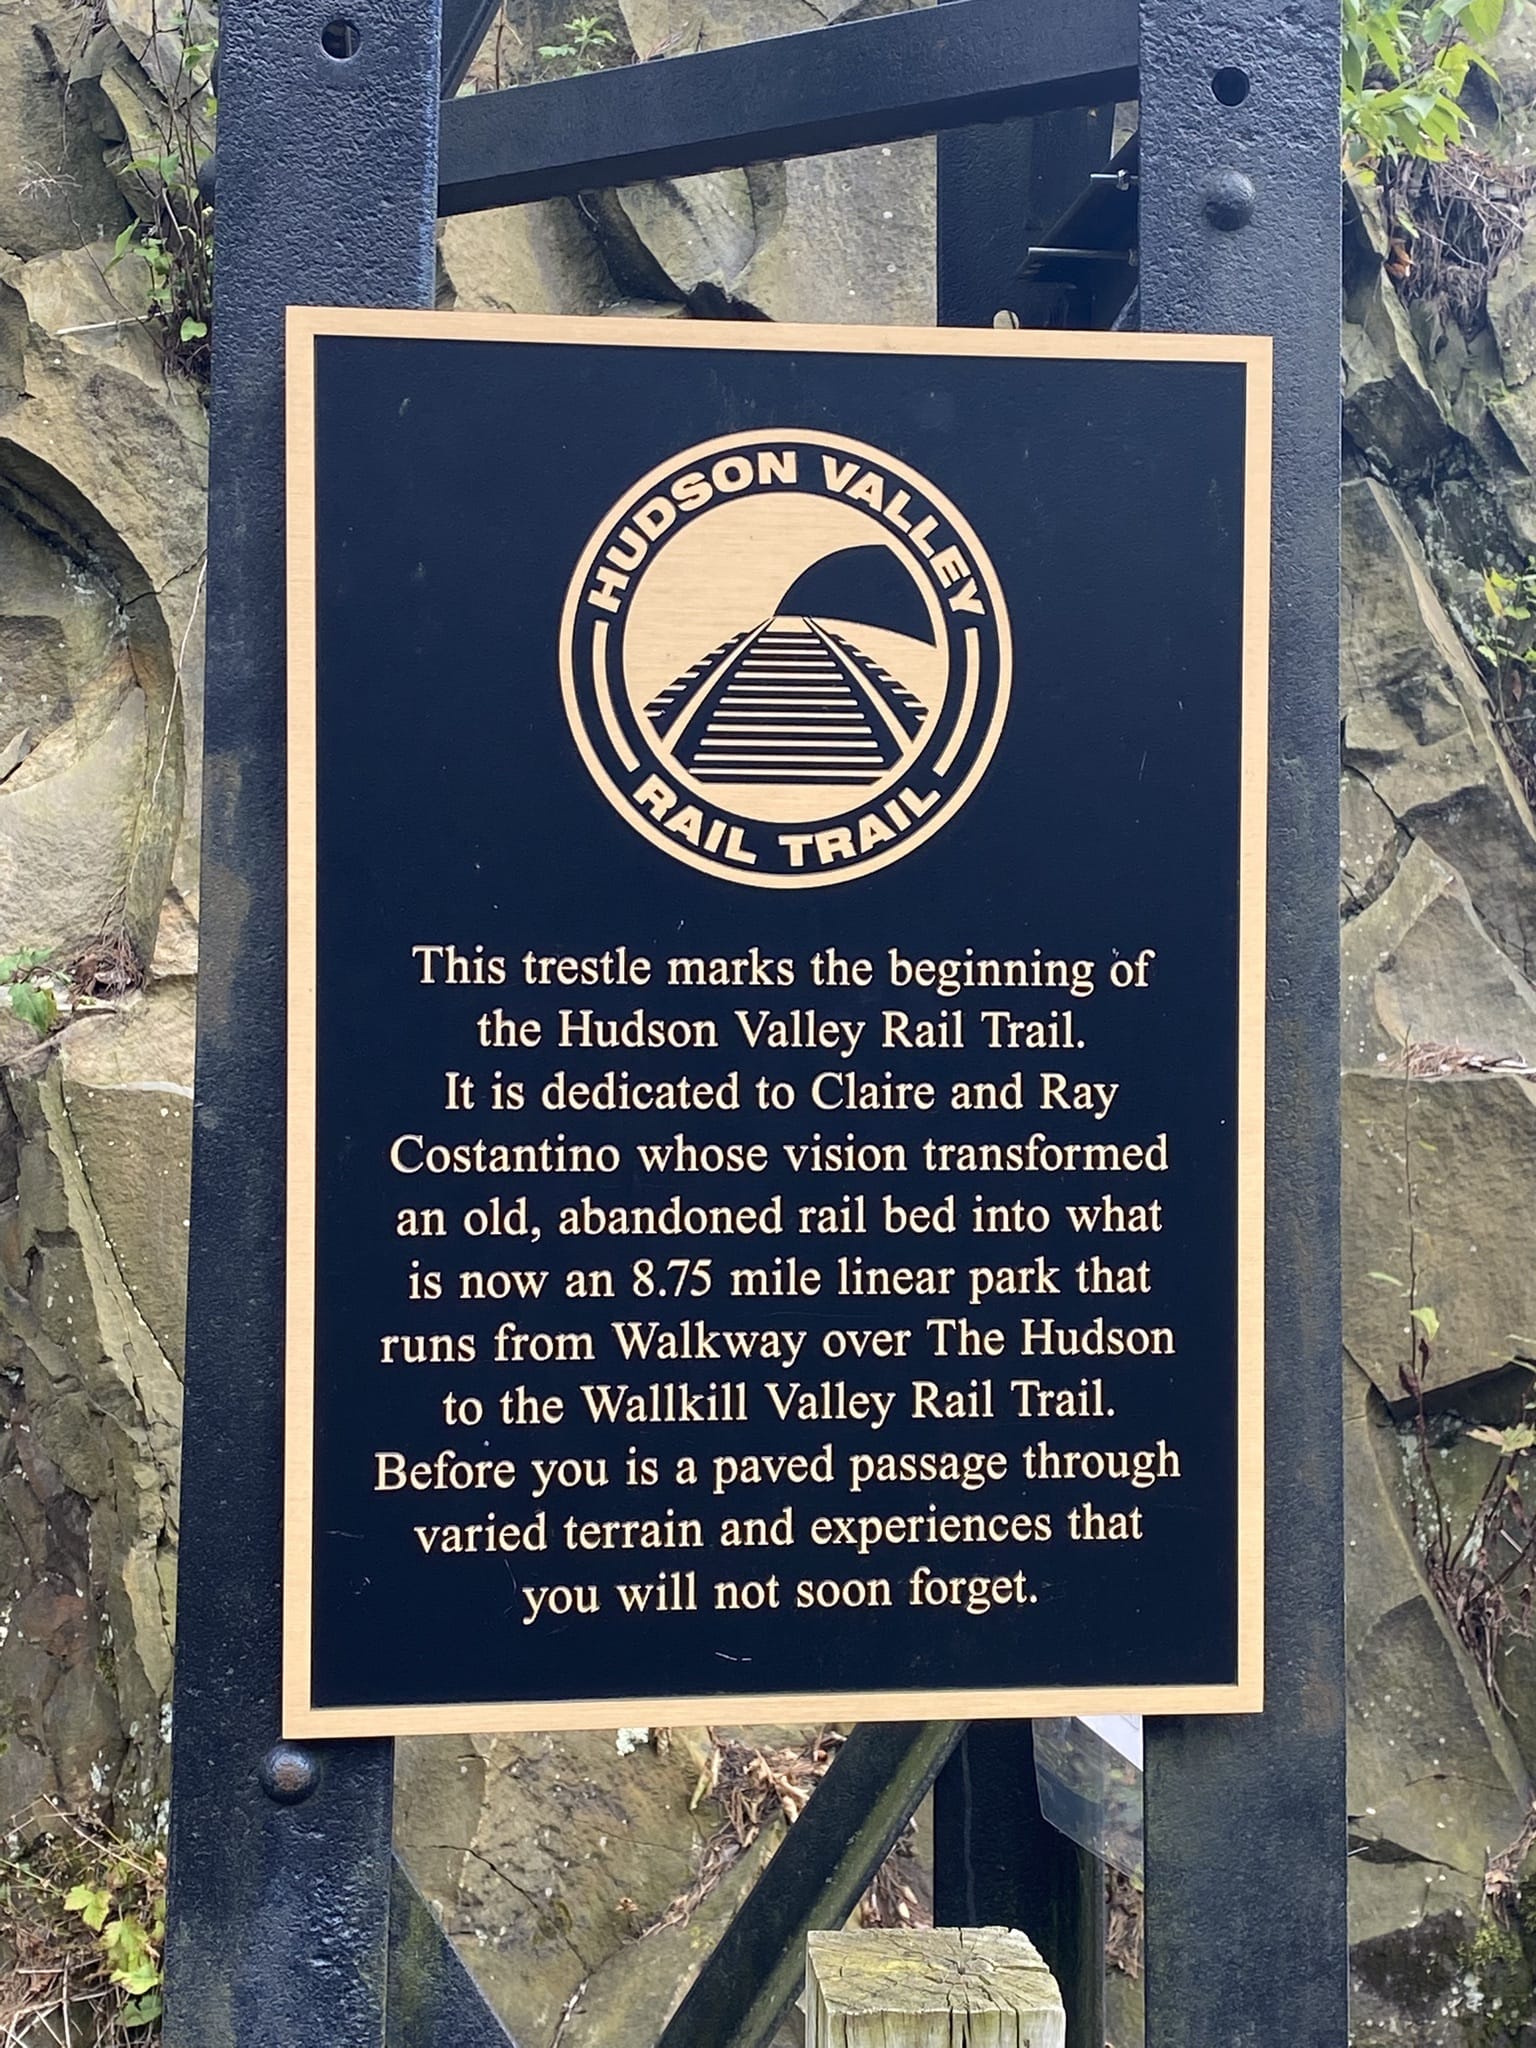 HUDSON VALLEY
RAIL TRAIL
This trestle marks the beginning of
the Hudson Valley Rail Trail.
It is dedicated to Claire and Ray
Costantino whose vision transformed
an old, abandoned rail bed into what
is now an 8.75 mile linear park that
runs from Walkway over The Hudson
to the Wallkill Valley Rail Trail.
Before you is a paved passage through
varied terrain and experiences that
you will not soon forget.